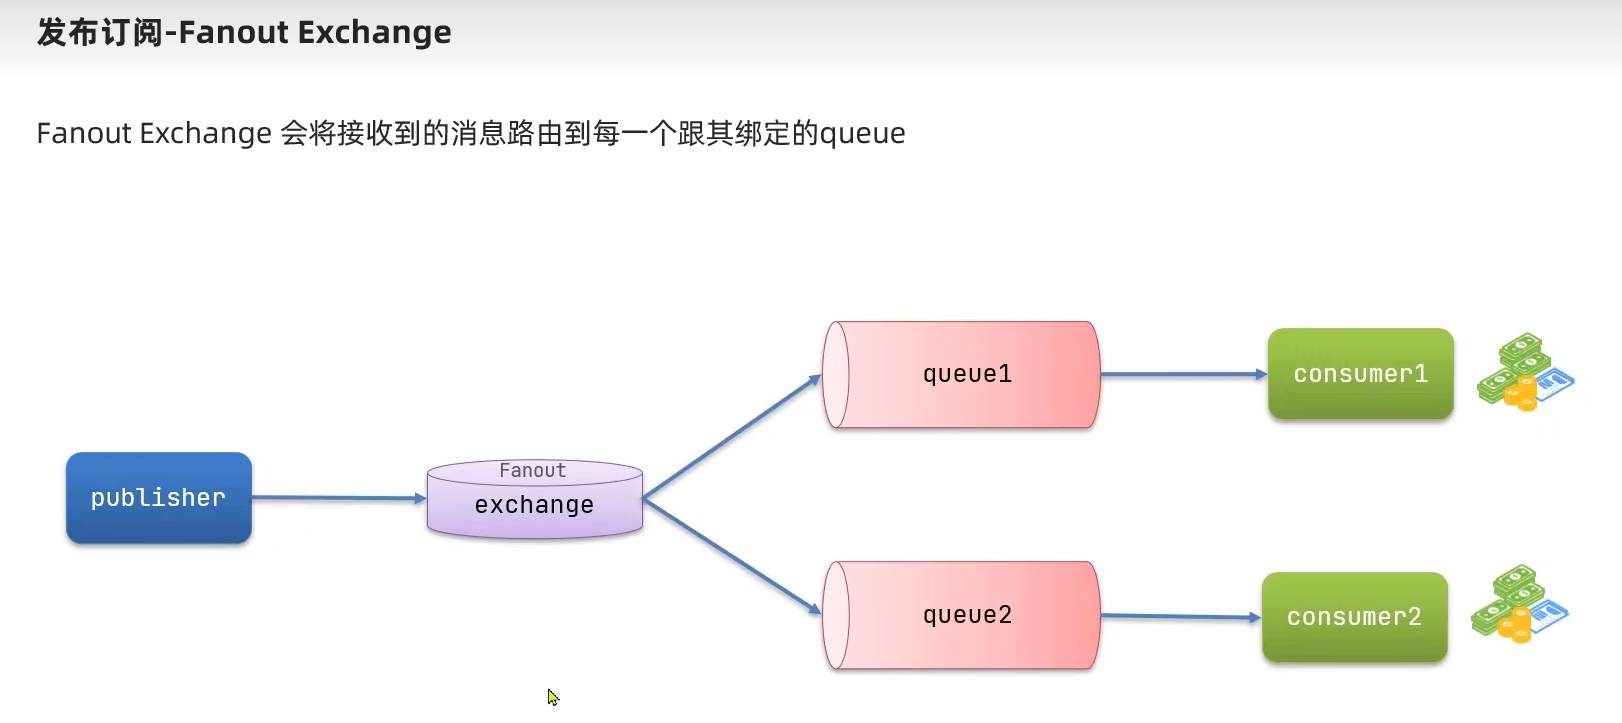 发布订阅-Fanout Exchange
Fanout Exchange 会将接收到的消息路由到每一个跟其绑定的queue
queue1
consumer1
publisher
Fanout
exchange
queue2
consumer2